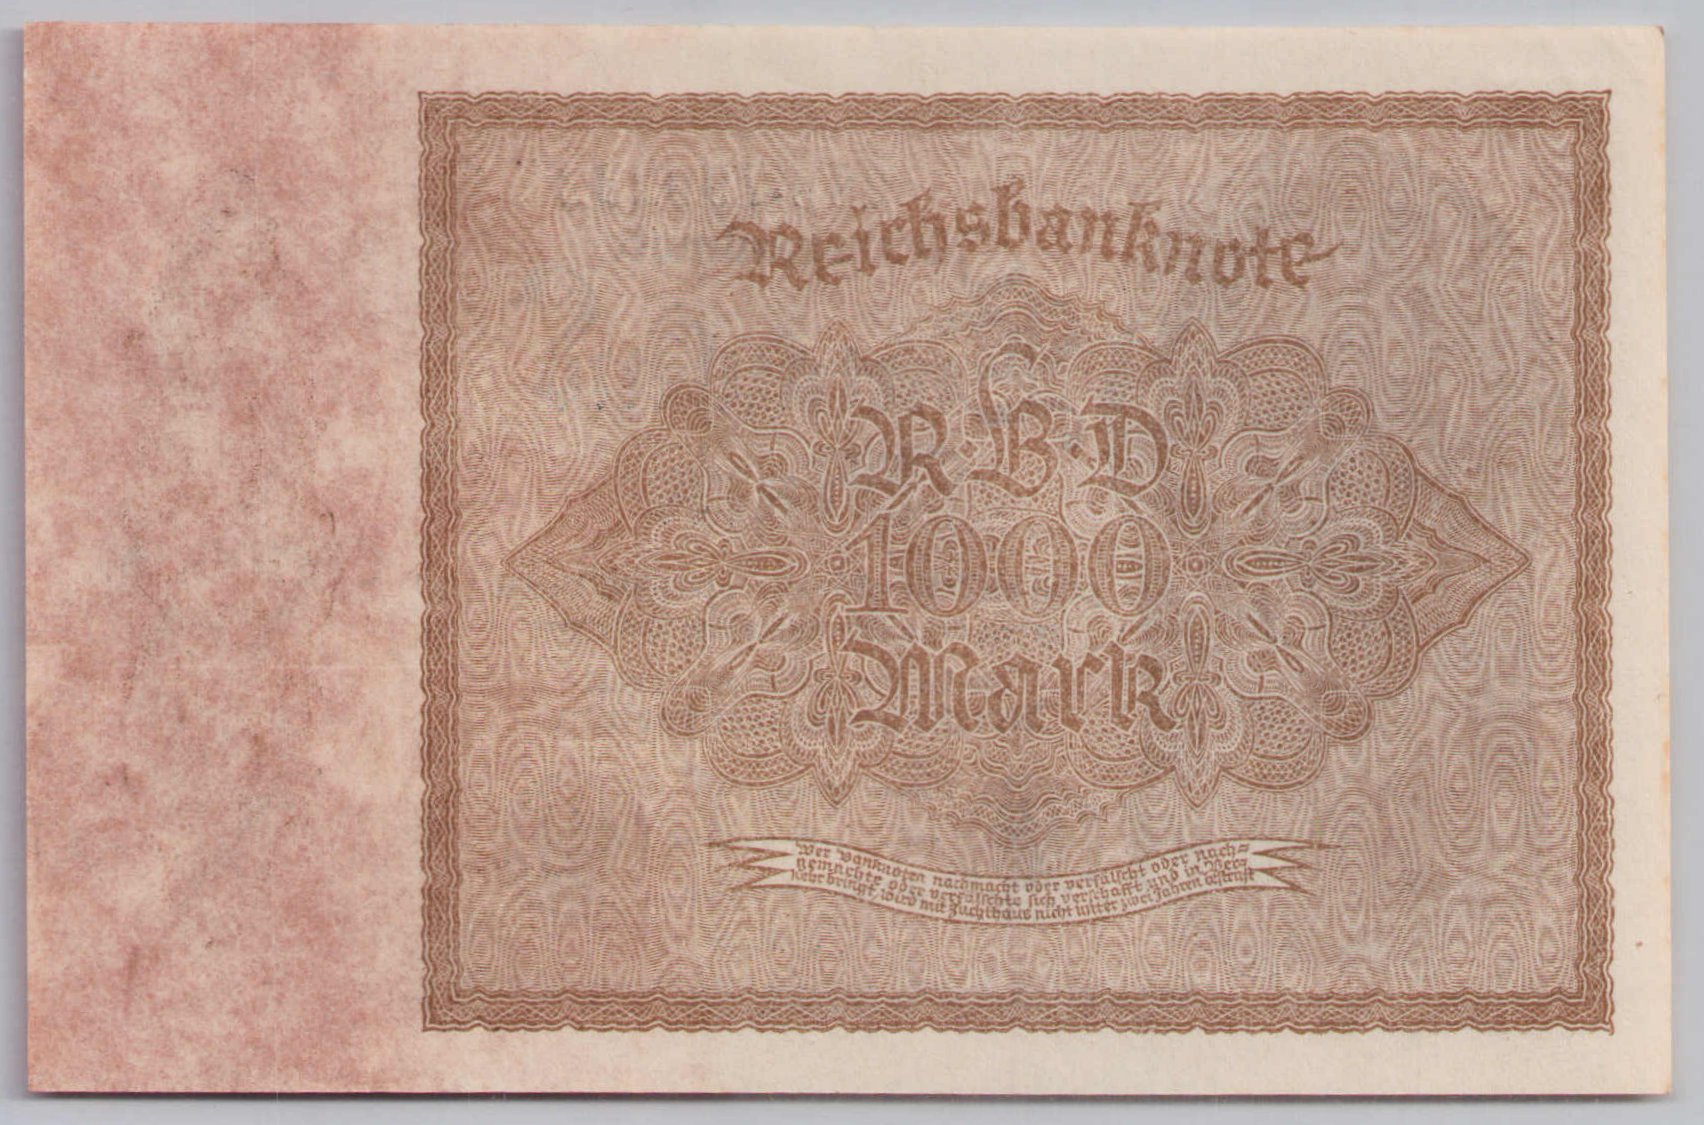 Reichsbanknote
R·B·D
1000
Mark
Wer Banknoten nachmacht oder verfälscht oder nach-
gemachte oder verfälschte sich verschafft und in Ver-
kehr bringt, wird mit Zuchthaus nicht unter zwei Jahren bestraft